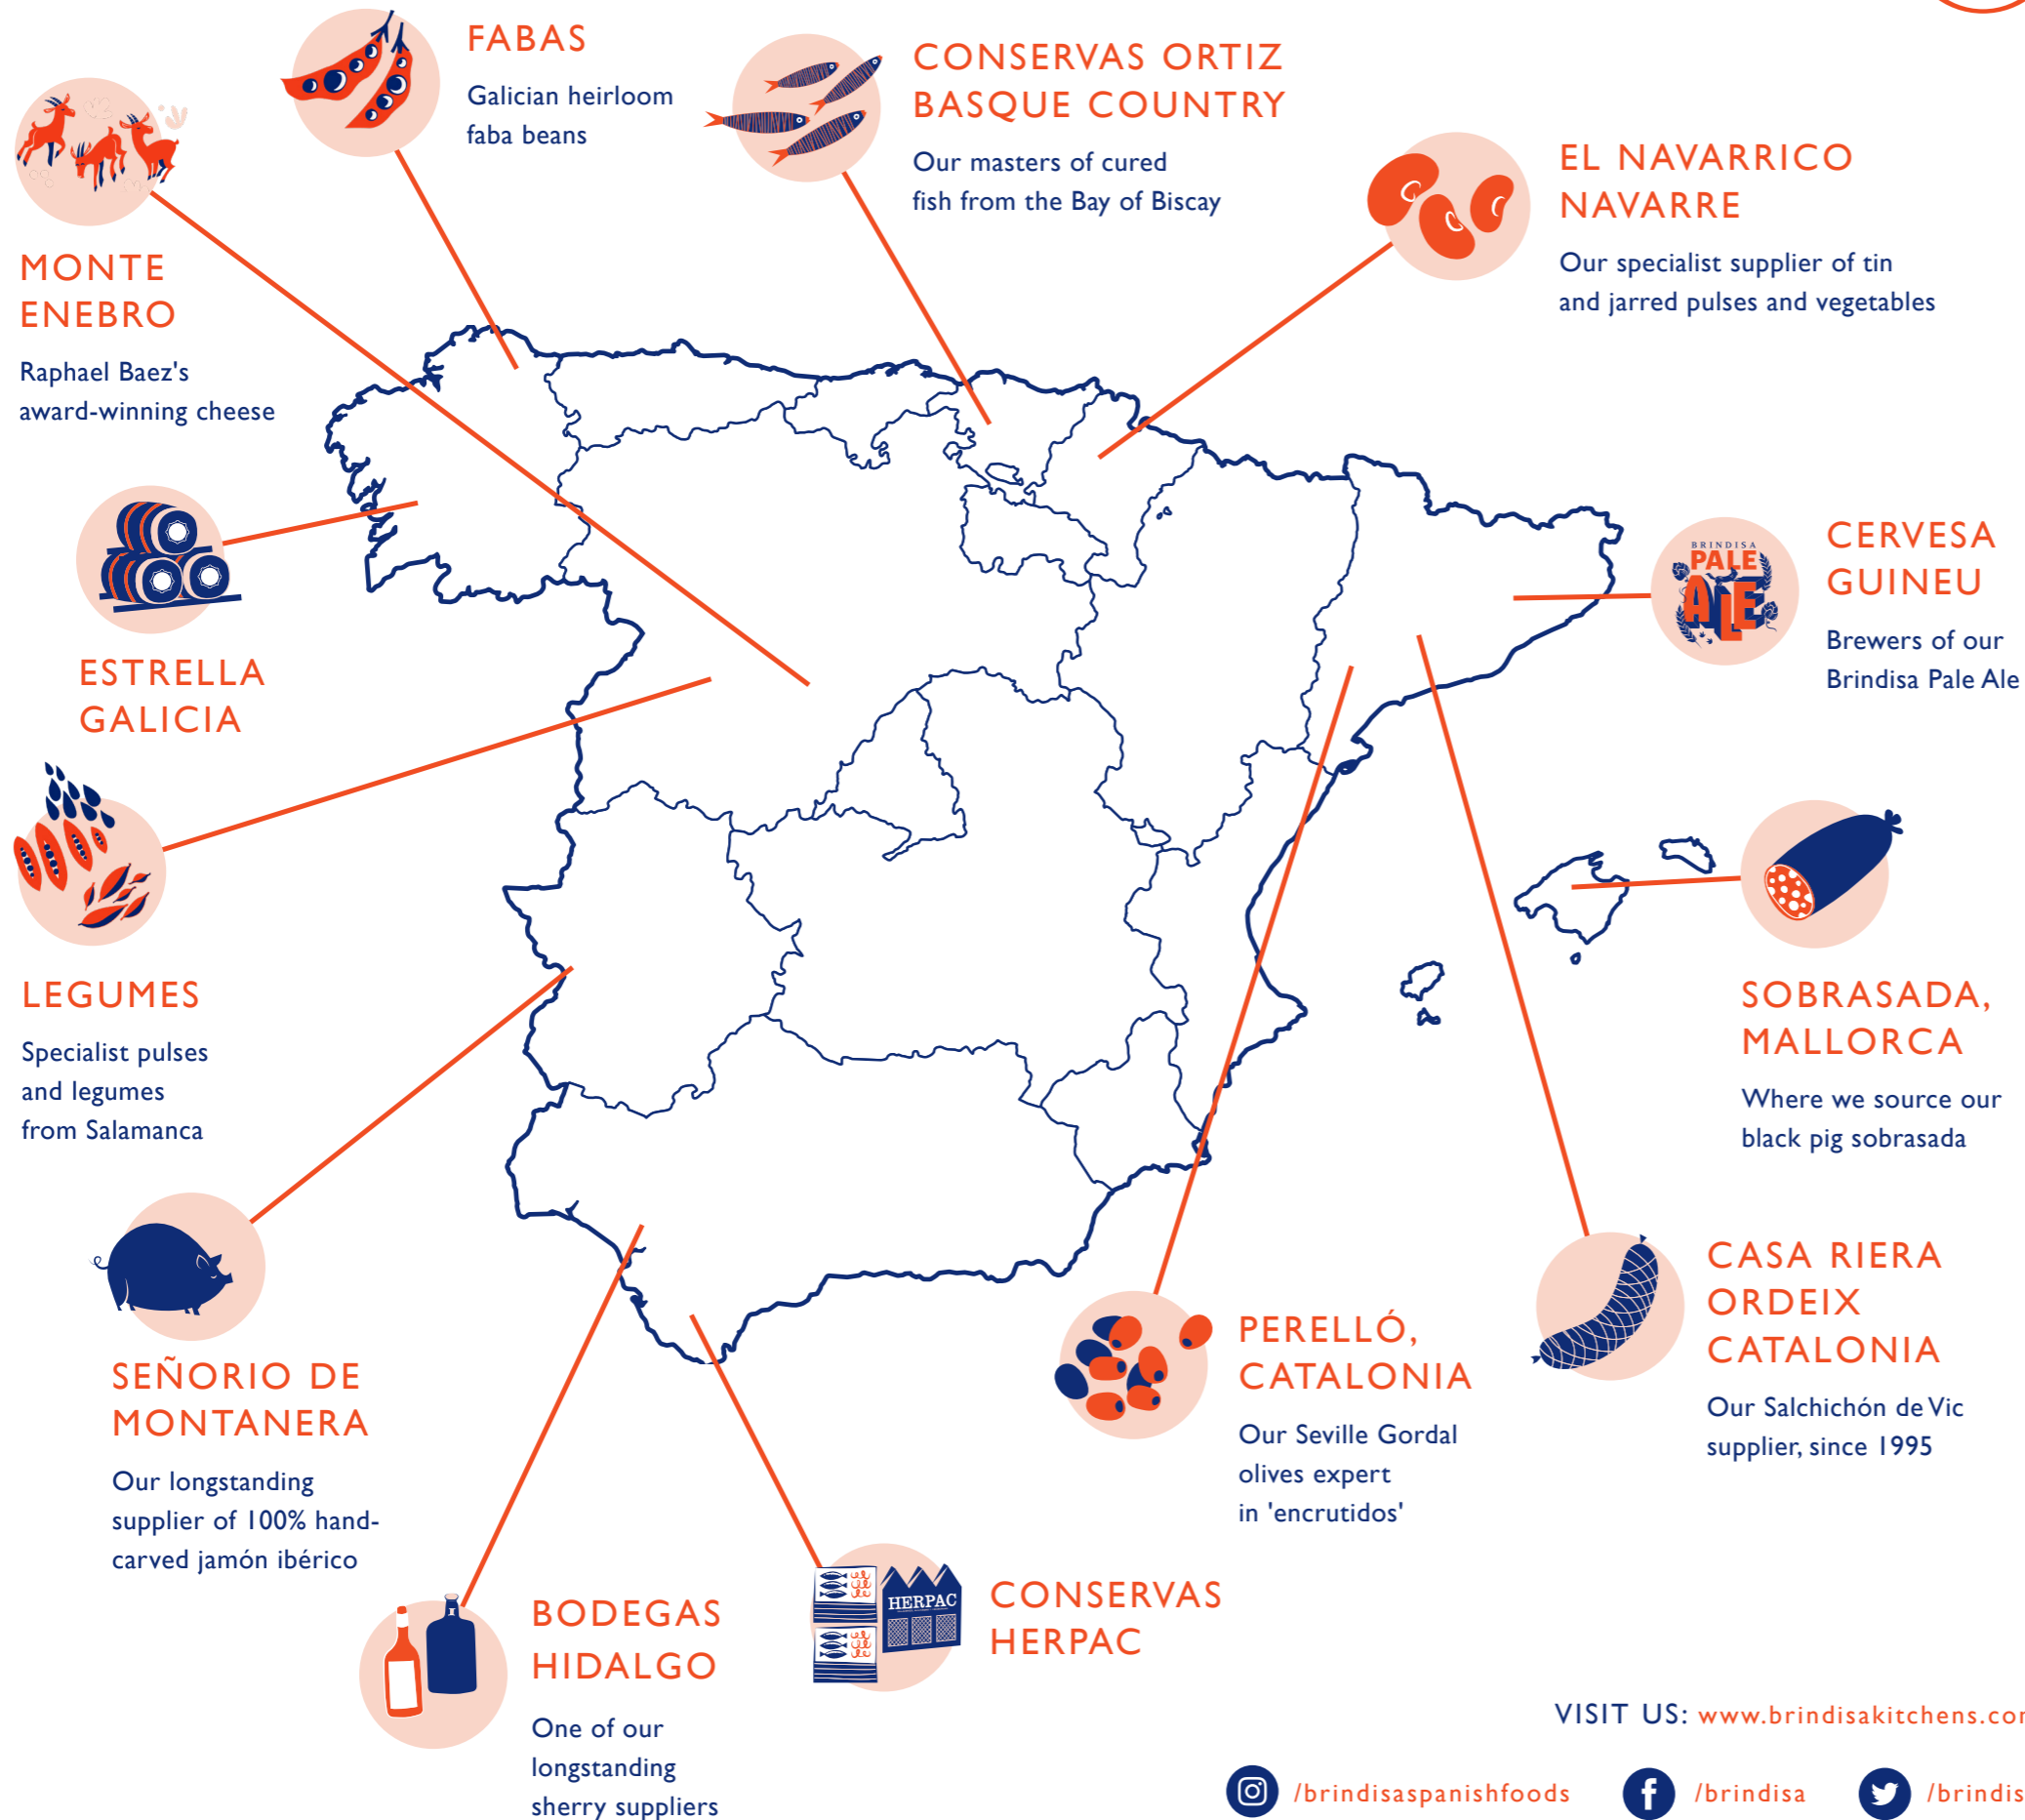 FABAS
Galician heirloom
faba beans
CONSERVAS ORTIZ
BASQUE COUNTRY
Our masters of cured
fish from the Bay of Biscay
EL NAVARRICO
NAVARRE
Our specialist supplier of tin
and jarred pulses and vegetables
MONTE
ENEBRO
Raphael Baez's
award-winning cheese
ESTRELLA
GALICIA
BRINDISA
PALE
ALE
CERVESA
GUINEU
Brewers of our
Brindisa Pale Ale
LEGUMES
Specialist pulses
and legumes
from Salamanca
SOBRASADA,
MALLORCA
Where we source our
black pig sobrasada
SEÑORIO DE
MONTANERA
Our longstanding
supplier of 100% hand-
carved jamón ibérico
PERELLÓ,
CATALONIA
Our Seville Gordal
olives expert
in 'encrutidos'
CASA RIERA
ORDEIX
CATALONIA
Our Salchichón de Vic
supplier, since 1995
BODEGAS
HIDALGO
One of our
longstanding
sherry suppliers
HERPAC
CONSERVAS
HERPAC
VISIT US: www.brindisakitchens.com
/brindisaspanishfoods
/brindisa
/brindis